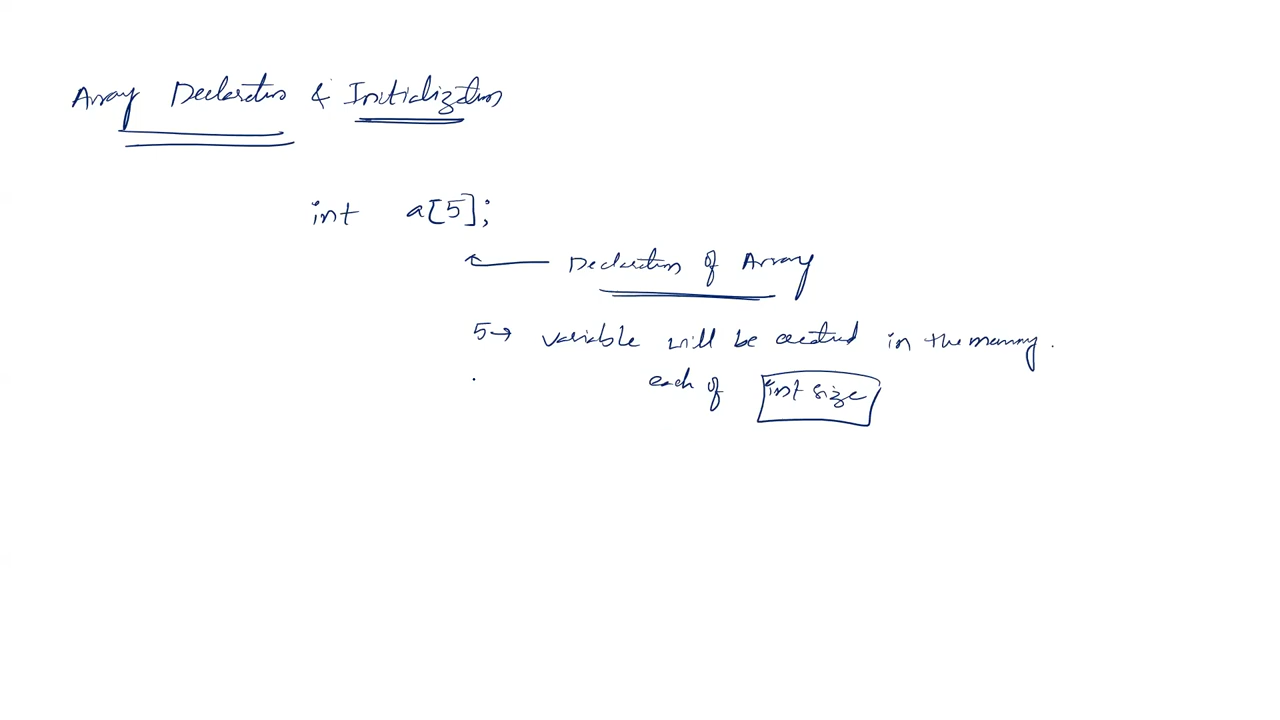 Array Declaration & Initialization
int a[5];
← Declaration of Array
5→ variable will be created in the memory.
each of int size